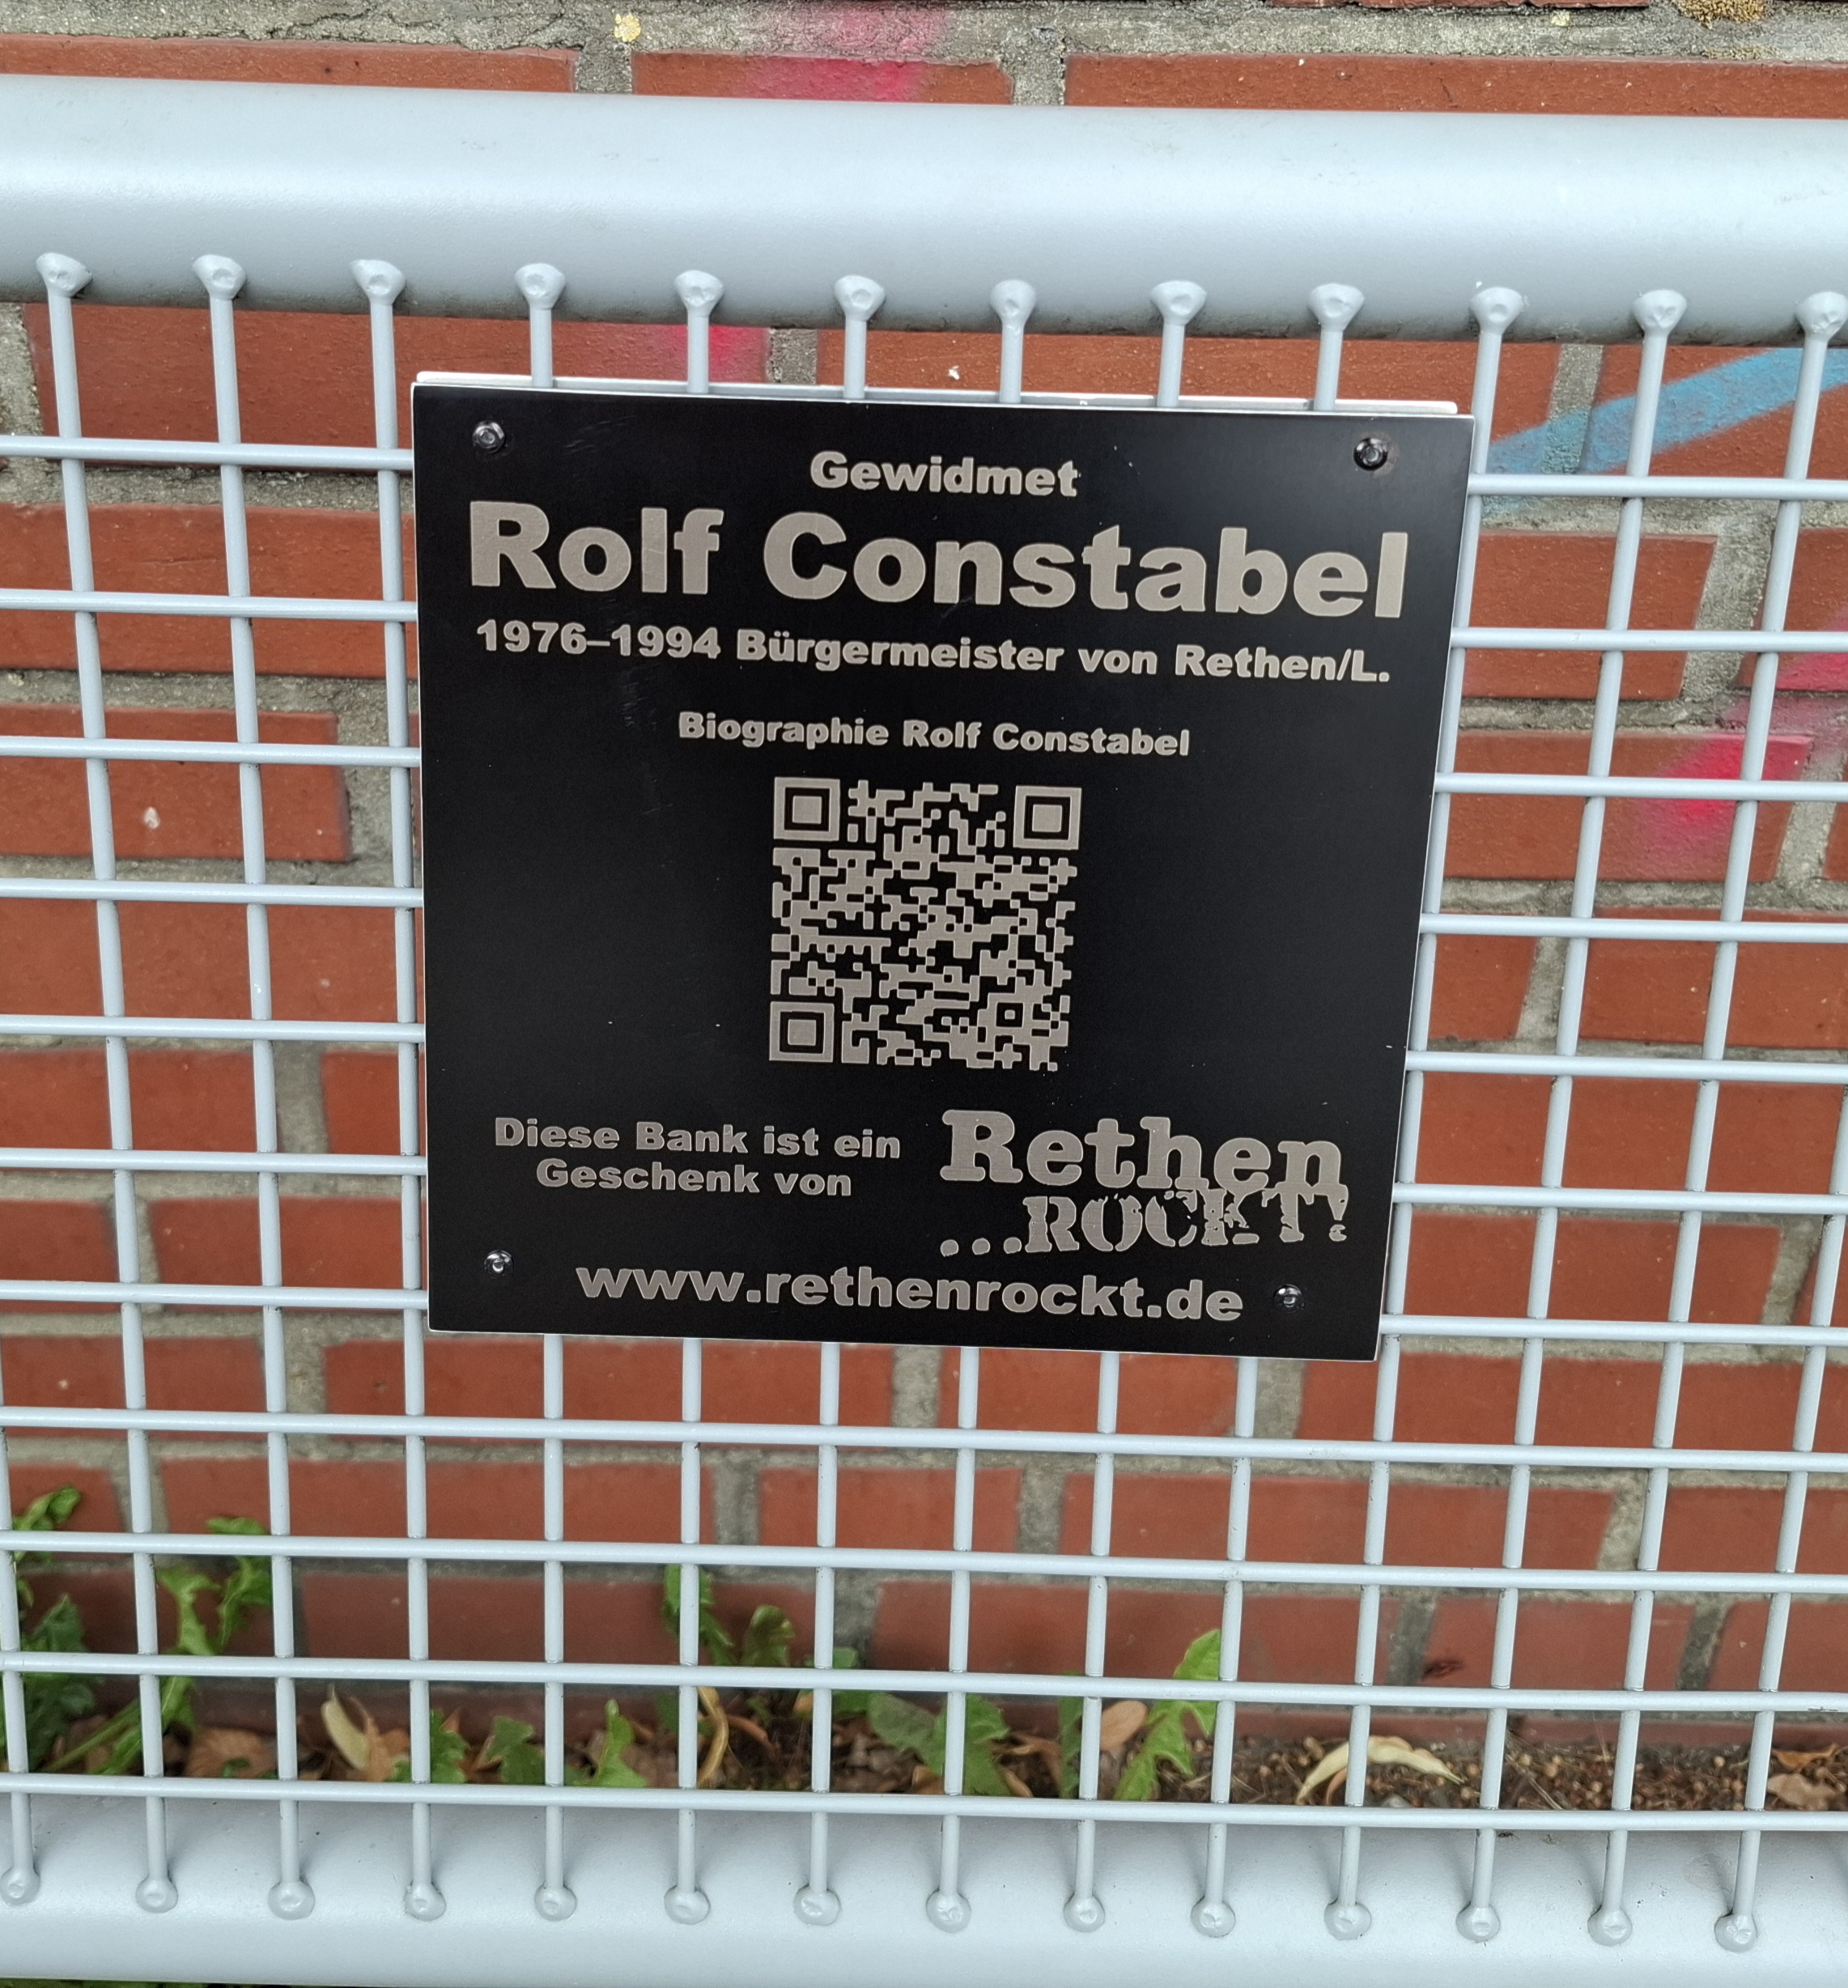 Gewidmet
Rolf Constabel
1976–1994 Bürgermeister von Rethen/L.
Biographie Rolf Constabel
Diese Bank ist ein
Geschenk von
Rethen
...ROCKT!
www.rethenrockt.de